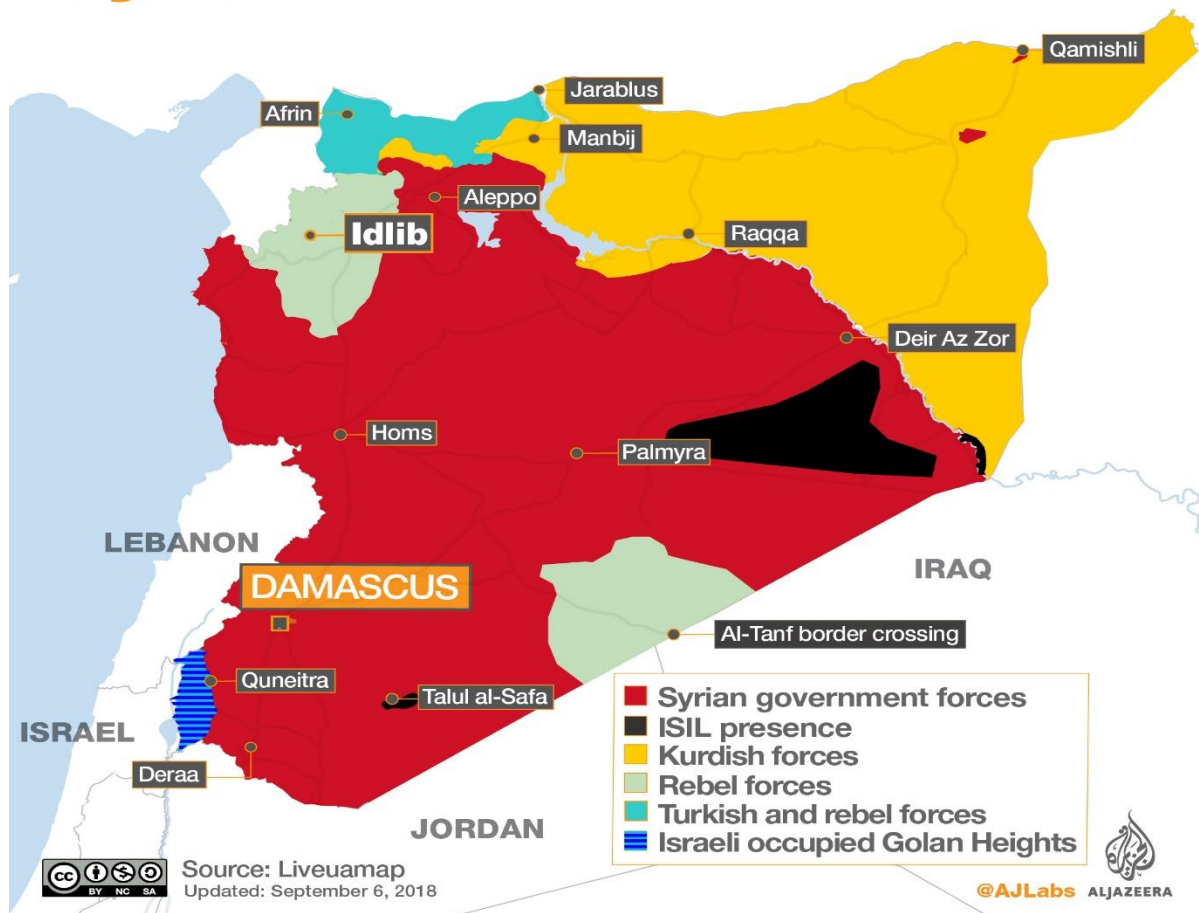 Qamishli
Jarablus
Afrin
Manbij
Aleppo
Idlib
Raqqa
Deir Az Zor
Homs
Palmyra
LEBANON
IRAQ
DAMASCUS
Al-Tanf border crossing
Quneitra
Talul al-Safa
ISRAEL
Deraa
JORDAN
Syrian government forces
ISIL presence
Kurdish forces
Rebel forces
Turkish and rebel forces
Israeli occupied Golan Heights
cc BY NC SA
Source: Liveuamap
Updated: September 6, 2018
@AJLabs ALJAZEERA